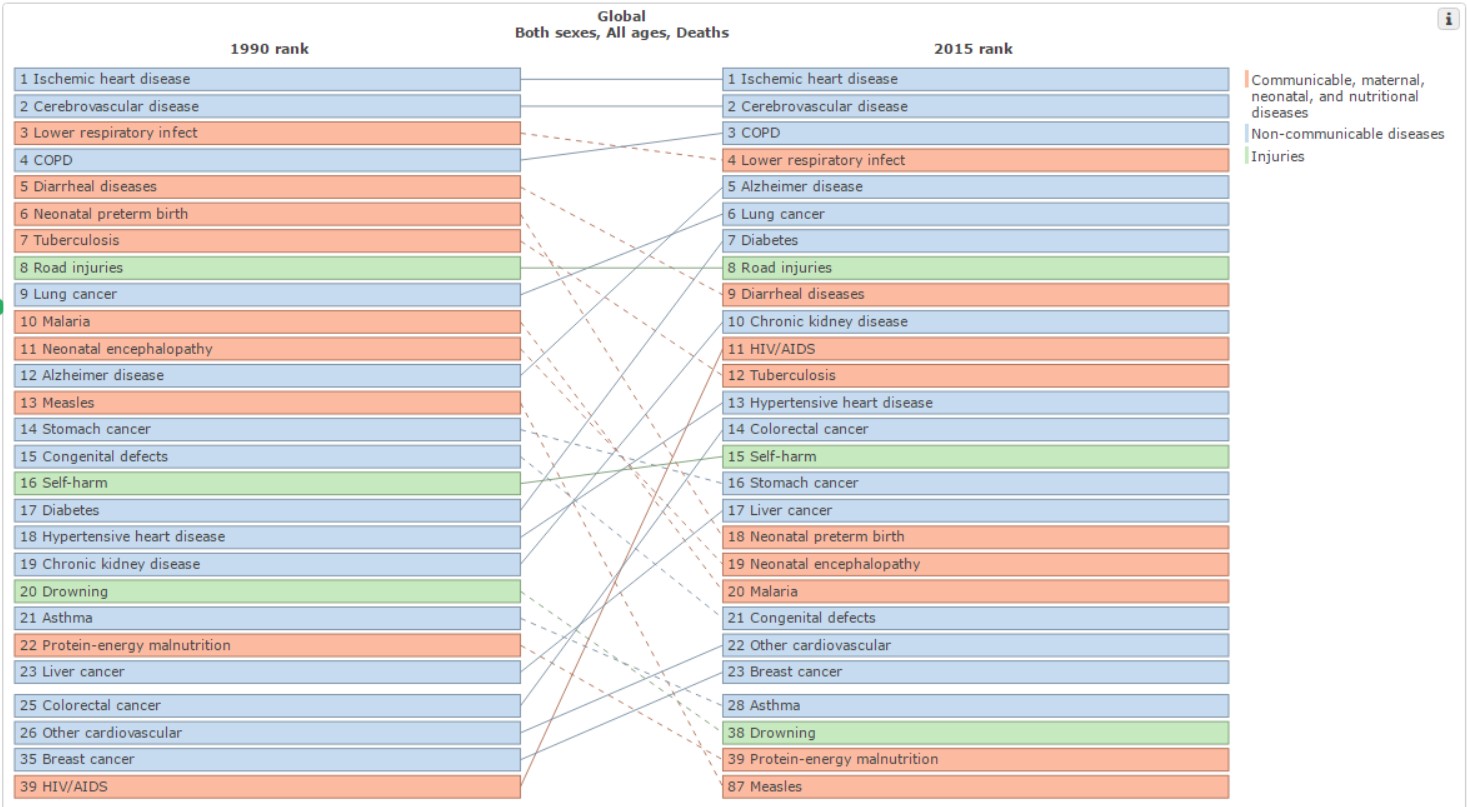 Global
Both sexes, All ages, Deaths
1990 rank
2015 rank
1 Ischemic heart disease
2 Cerebrovascular disease
3 Lower respiratory infect
4 COPD
5 Diarrheal diseases
6 Neonatal preterm birth
7 Tuberculosis
8 Road injuries
9 Lung cancer
10 Malaria
11 Neonatal encephalopathy
12 Alzheimer disease
13 Measles
14 Stomach cancer
15 Congenital defects
16 Self-harm
17 Diabetes
18 Hypertensive heart disease
19 Chronic kidney disease
20 Drowning
21 Asthma
22 Protein-energy malnutrition
23 Liver cancer
25 Colorectal cancer
26 Other cardiovascular
35 Breast cancer
39 HIV/AIDS
1 Ischemic heart disease
2 Cerebrovascular disease
3 COPD
4 Lower respiratory infect
5 Alzheimer disease
6 Lung cancer
7 Diabetes
8 Road injuries
9 Diarrheal diseases
10 Chronic kidney disease
11 HIV/AIDS
12 Tuberculosis
13 Hypertensive heart disease
14 Colorectal cancer
15 Self-harm
16 Stomach cancer
17 Liver cancer
18 Neonatal preterm birth
19 Neonatal encephalopathy
20 Malaria
21 Congenital defects
22 Other cardiovascular
23 Breast cancer
28 Asthma
38 Drowning
39 Protein-energy malnutrition
87 Measles
i
Communicable, maternal,
neonatal, and nutritional
diseases
Non-communicable diseases
Injuries